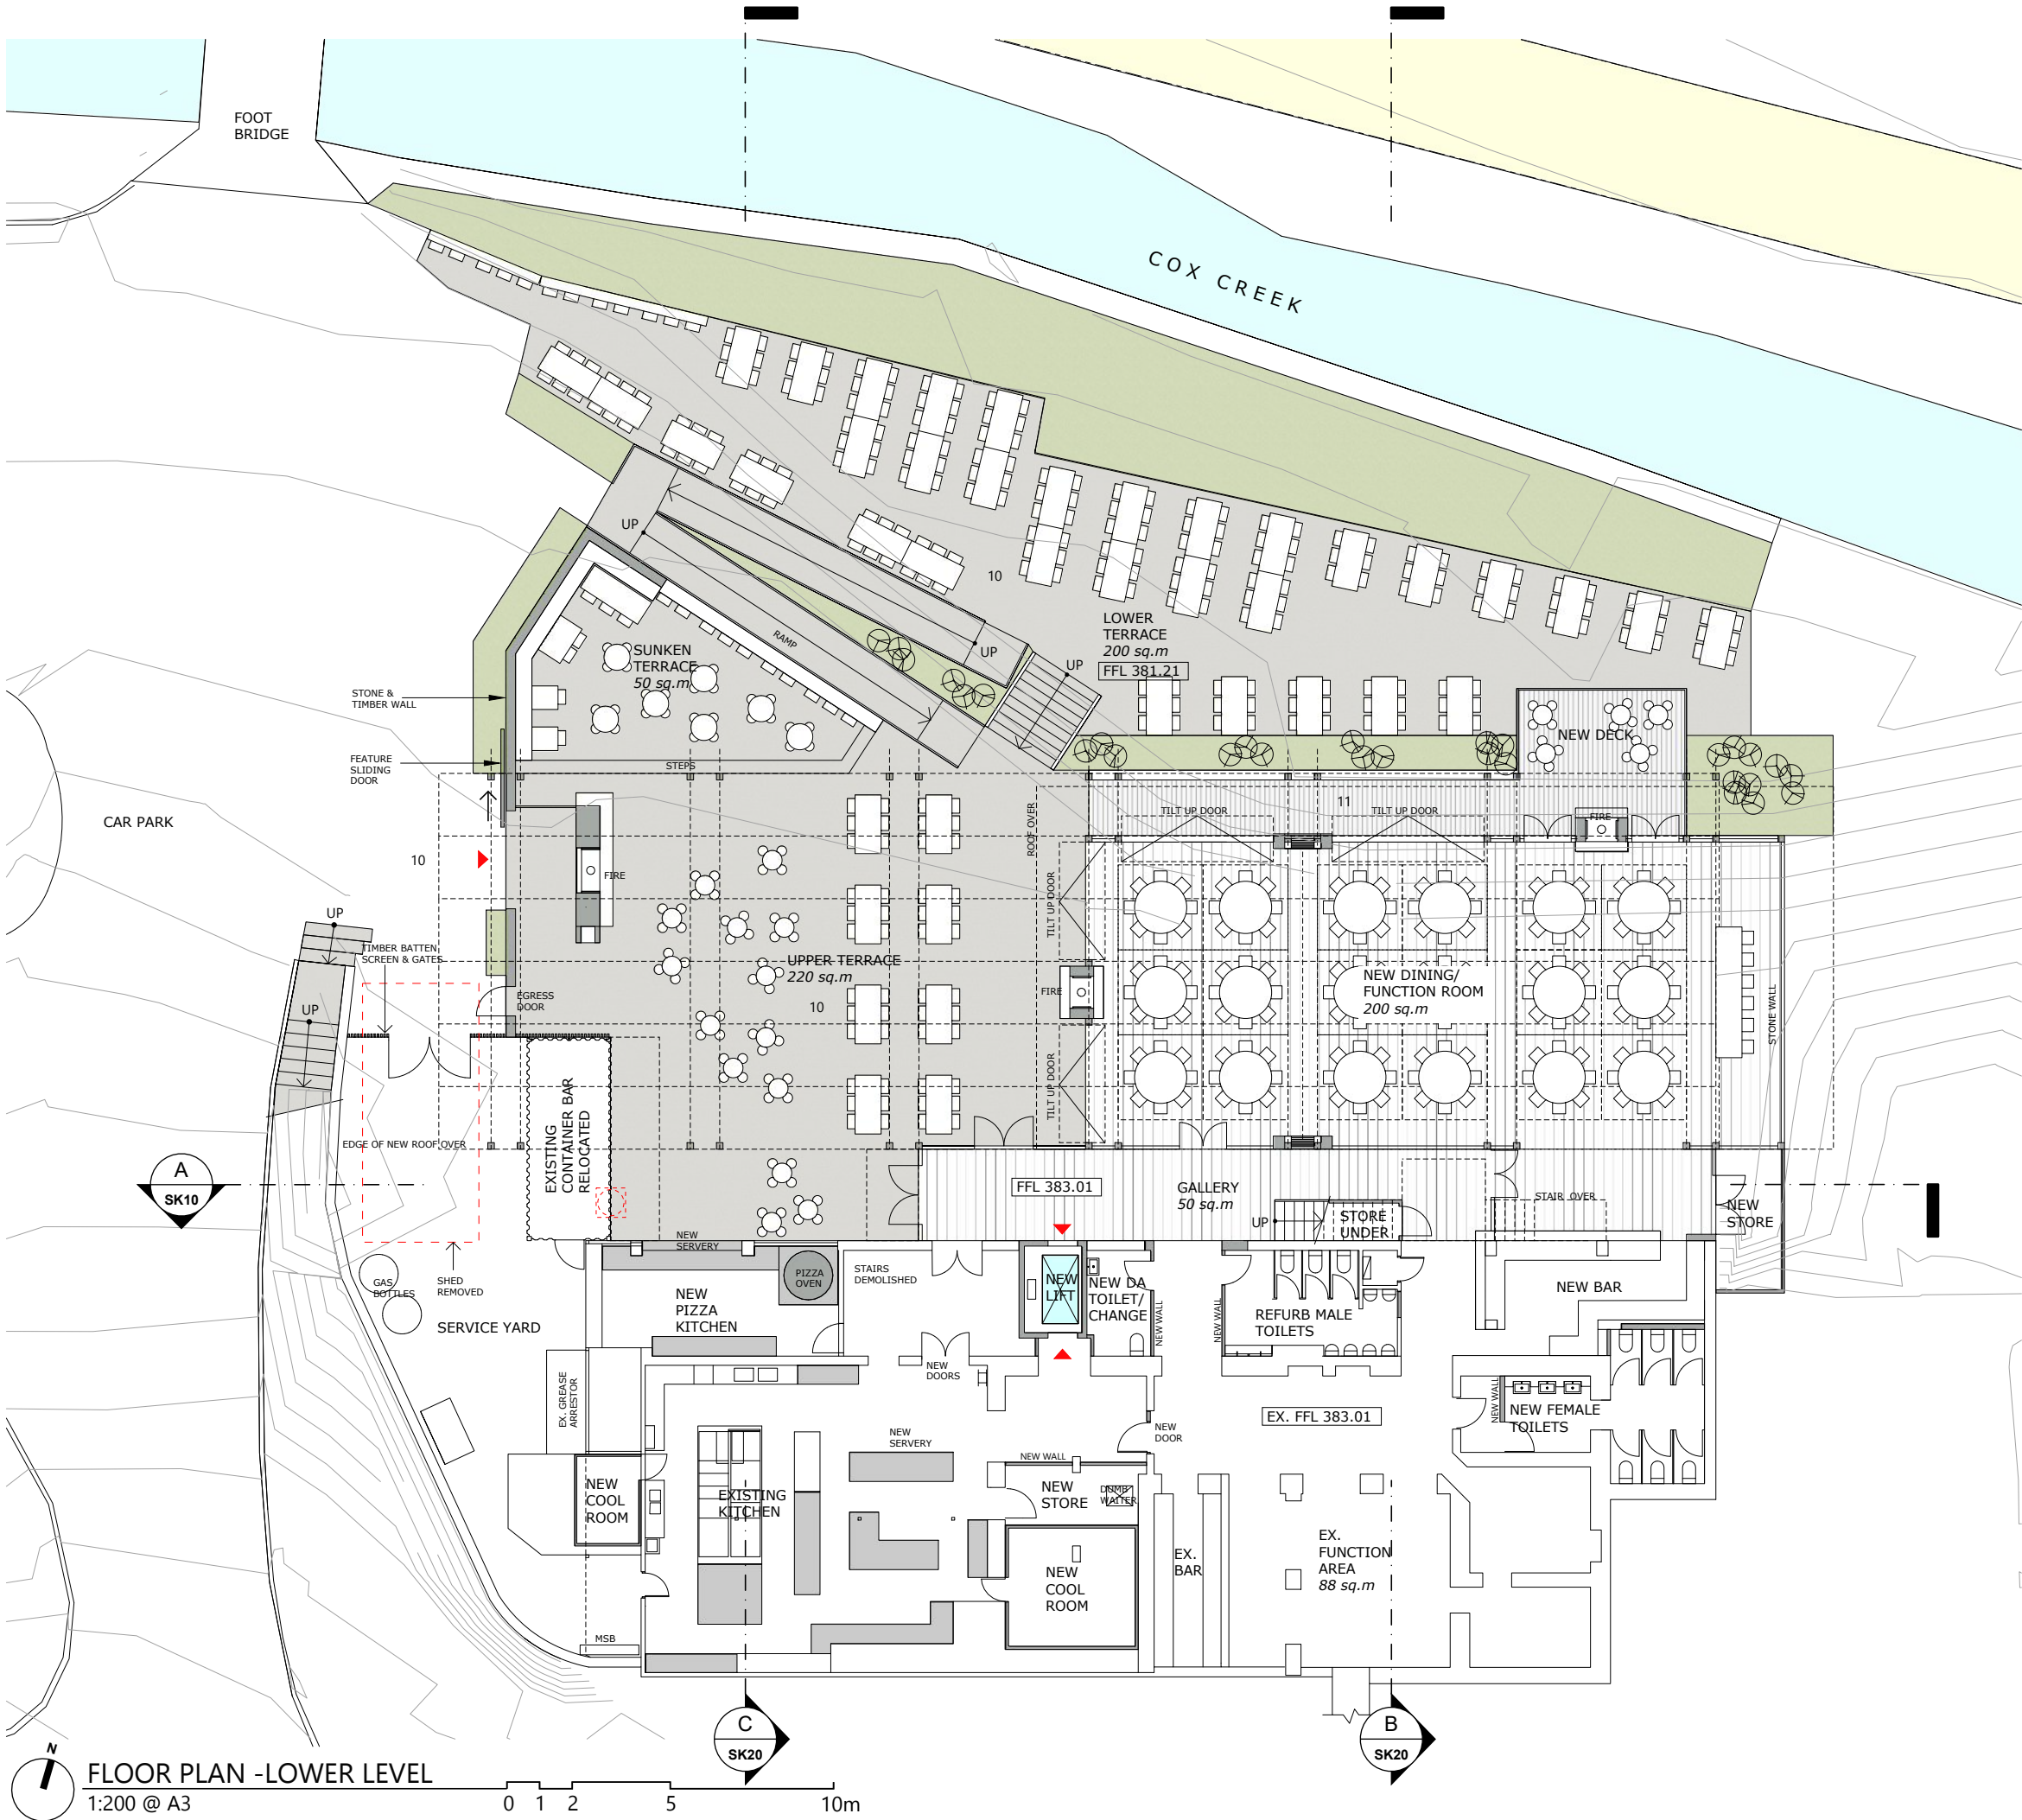 FOOT
BRIDGE
COX CREEK
UP
10
LOWER
TERRACE
200 sq.m
FFL 381.21
RAMP
UP
UP
SUNKEN
TERRACE
50 sq.m
STONE &
TIMBER WALL
NEW DECK
FEATURE
SLIDING
DOOR
STEPS
CAR PARK
10
ROOF OVER
TILT UP DOOR
11
TILT UP DOOR
FIRE
FIRE
TILT UP DOOR
UP
TIMBER BATTEN
SCREEN & GATES
UPPER TERRACE
220 sq.m
10
FIRE
NEW DINING/
FUNCTION ROOM
200 sq.m
STONE WALL
EGRESS
DOOR
UP
TILT UP DOOR
EDGE OF NEW ROOF OVER
EXISTING
CONTAINER BAR
RELOCATED
A
SK10
FFL 383.01
GALLERY
50 sq.m
UP
STORE
UNDER
STAIR OVER
NEW
STORE
NEW
SERVERY
GAS
BOTTLES
SHED
REMOVED
SERVICE YARD
NEW
PIZZA
KITCHEN
PIZZA
OVEN
STAIRS
DEMOLISHED
NEW
LIFT
NEW DA
TOILET/
CHANGE
NEW WALL
NEW WALL
REFURB MALE
TOILETS
NEW BAR
NEW
DOORS
EX. GREASE
ARRESTOR
NEW WALL
NEW FEMALE
TOILETS
EX. FFL 383.01
NEW
DOOR
NEW
SERVERY
NEW WALL
NEW
COOL
ROOM
EXISTING
KITCHEN
NEW
STORE
DUMB
WAITER
EX.
BAR
EX.
FUNCTION
AREA
88 sq.m
NEW
COOL
ROOM
MSB
C
SK20
B
SK20
N
FLOOR PLAN -LOWER LEVEL
1:200 @ A3
0 1 2 5 10m